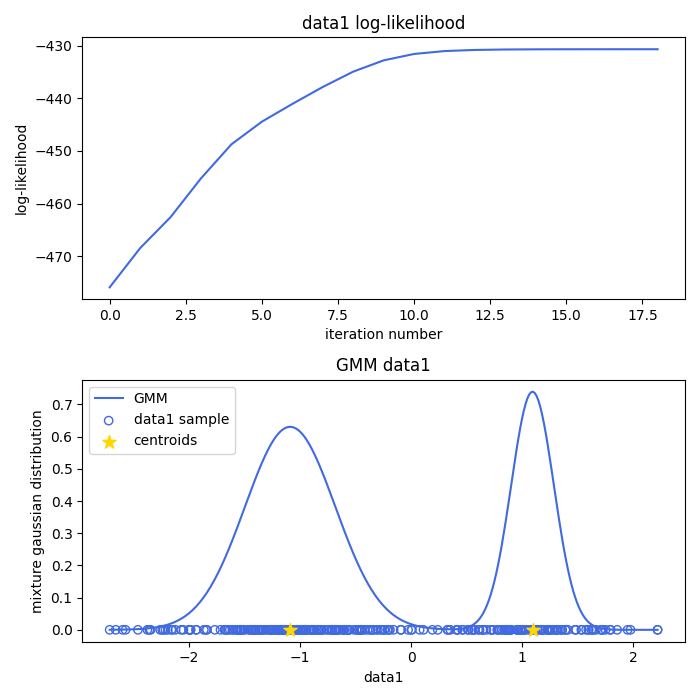 data1 log-likelihood
−430
−440
−450
−460
−470
log-likelihood
0.0 2.5 5.0 7.5 10.0 12.5 15.0 17.5
iteration number
GMM data1
0.7
0.6
0.5
0.4
0.3
0.2
0.1
0.0
mixture gaussian distribution
GMM
data1 sample
centroids
−2 −1 0 1 2
data1